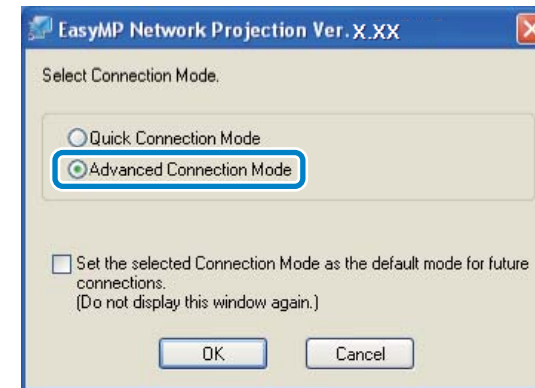 EasyMP Network Projection Ver.X.XX
Select Connection Mode.
Quick Connection Mode
Advanced Connection Mode
Set the selected Connection Mode as the default mode for future
connections.
(Do not display this window again.)
OK Cancel